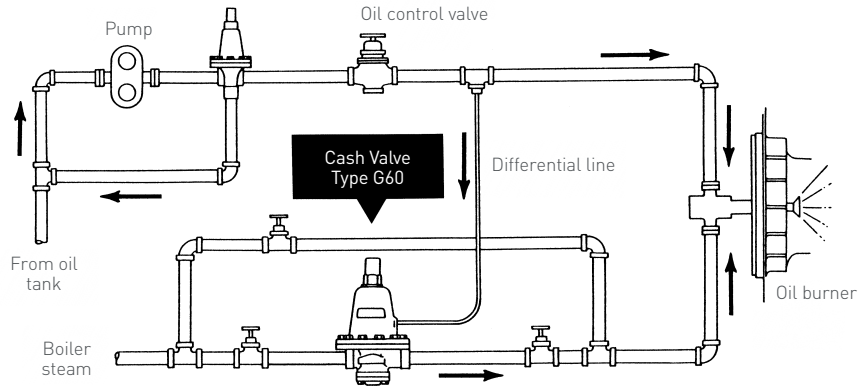 Oil control valve
Pump
Cash Valve
Type G60
Differential line
From oil
tank
Oil burner
Boiler
steam